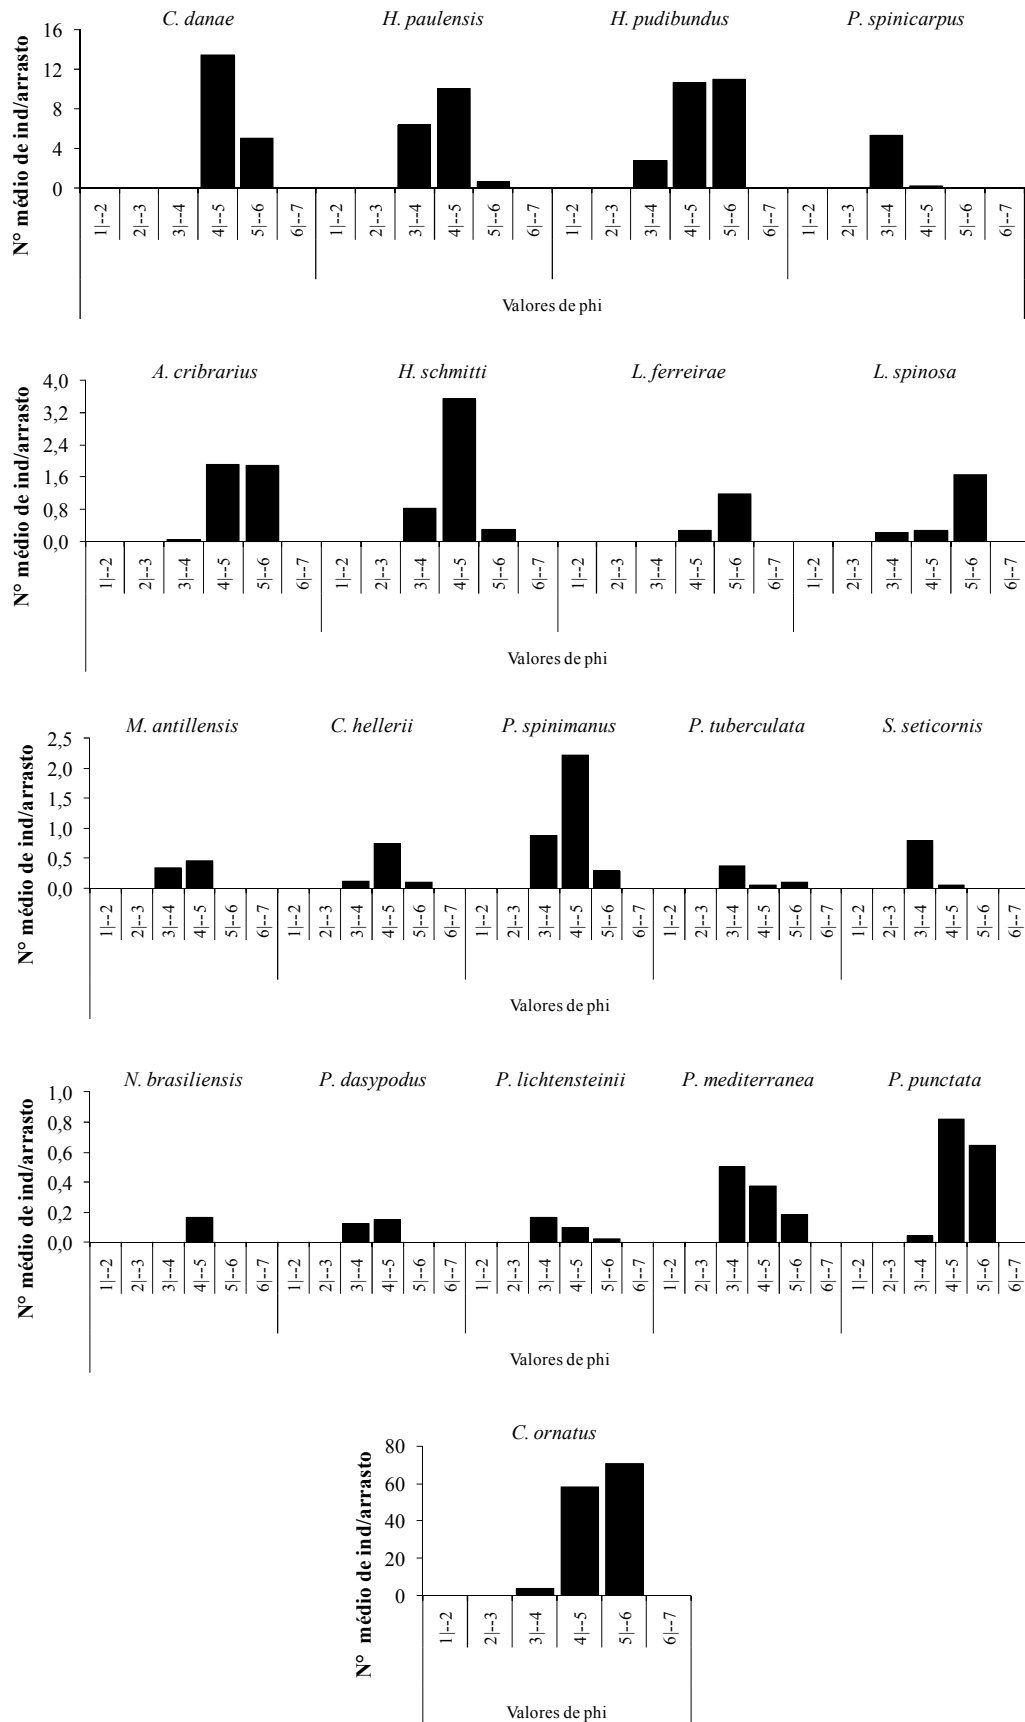 C. danae H. paulensis H. pudibundus P. spinicarpus
N° médio de ind/arrasto
16
12
8
4
0
1|--2 2|--3 3|--4 4|--5 5|--6 6|--7 1|--2 2|--3 3|--4 4|--5 5|--6 6|--7 1|--2 2|--3 3|--4 4|--5 5|--6 6|--7 1|--2 2|--3 3|--4 4|--5 5|--6 6|--7
Valores de phi
A. cribrarius H. schmitti L. ferreirae L. spinosa
N° médio de ind/arrasto
4,0
3,2
2,4
1,6
0,8
0,0
1|--2 2|--3 3|--4 4|--5 5|--6 6|--7 1|--2 2|--3 3|--4 4|--5 5|--6 6|--7 1|--2 2|--3 3|--4 4|--5 5|--6 6|--7 1|--2 2|--3 3|--4 4|--5 5|--6 6|--7
Valores de phi
M. antillensis C. hellerii P. spinimanus P. tuberculata S. seticornis
N° médio de ind/arrasto
2,5
2,0
1,5
1,0
0,5
0,0
1|--2 2|--3 3|--4 4|--5 5|--6 6|--7 1|--2 2|--3 3|--4 4|--5 5|--6 6|--7 1|--2 2|--3 3|--4 4|--5 5|--6 6|--7 1|--2 2|--3 3|--4 4|--5 5|--6 6|--7 1|--2 2|--3 3|--4 4|--5 5|--6 6|--7
Valores de phi
N. brasiliensis P. dasypodus P. lichtensteinii P. mediterranea P. punctata
N° médio de ind/arrasto
1,0
0,8
0,6
0,4
0,2
0,0
1|--2 2|--3 3|--4 4|--5 5|--6 6|--7 1|--2 2|--3 3|--4 4|--5 5|--6 6|--7 1|--2 2|--3 3|--4 4|--5 5|--6 6|--7 1|--2 2|--3 3|--4 4|--5 5|--6 6|--7 1|--2 2|--3 3|--4 4|--5 5|--6 6|--7
Valores de phi
C. ornatus
N° médio de ind/arrasto
80
60
40
20
0
1|--2 2|--3 3|--4 4|--5 5|--6 6|--7
Valores de phi